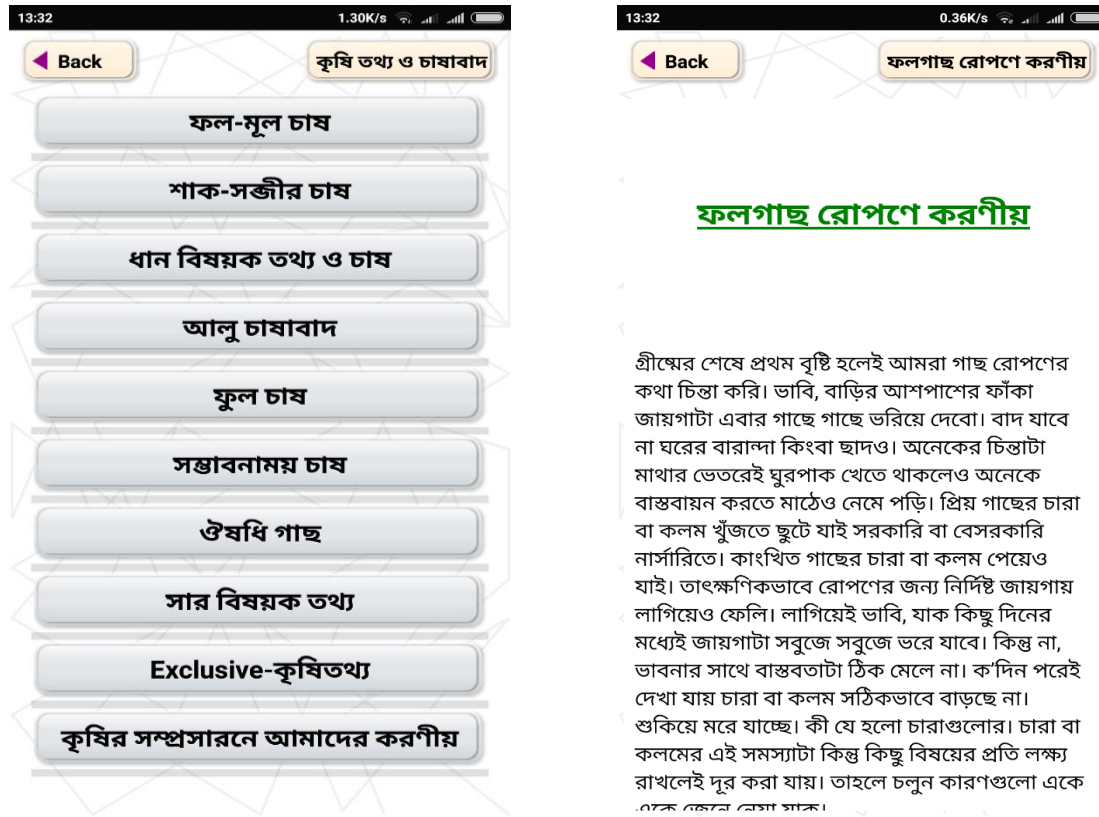 13:32
1.30K/s
Back
কৃষি তথ্য ও চাষাবাদ
ফল-মূল চাষ
শাক-সব্জীর চাষ
ধান বিষয়ক তথ্য ও চাষ
আলু চাষাবাদ
ফুল চাষ
সম্ভাবনাময় চাষ
ঔষধি গাছ
সার বিষয়ক তথ্য
Exclusive-কৃষিতথ্য
কৃষির সম্প্রসারনে আমাদের করণীয়
13:32
0.36K/s
Back
ফলগাছ রোপণে করণীয়
ফলগাছ রোপণে করণীয়
গ্রীষ্মের শেষে প্রথম বৃষ্টি হলেই আমরা গাছ রোপণের
কথা চিন্তা করি। ভাবি, বাড়ির আশপাশের ফাঁকা
জায়গাটা এবার গাছে গাছে ভরিয়ে দেবো। বাদ যাবে
না ঘরের বারান্দা কিংবা ছাদও। অনেকের চিন্তাটা
মাথার ভেতরেই ঘুরপাক খেতে থাকলেও অনেকে
বাস্তবায়ন করতে মাঠেও নেমে পড়ি। প্রিয় গাছের চারা
বা কলম খুঁজতে ছুটে যাই সরকারি বা বেসরকারি
নার্সারিতে। কাংখিত গাছের চারা বা কলম পেয়েও
যাই। তাৎক্ষণিকভাবে রোপণের জন্য নির্দিষ্ট জায়গায়
লাগিয়েও ফেলি। লাগিয়েই ভাবি, যাক কিছু দিনের
মধ্যেই জায়গাটা সবুজে সবুজে ভরে যাবে। কিন্তু না,
ভাবনার সাথে বাস্তবতাটা ঠিক মেলে না। ক'দিন পরেই
দেখা যায় চারা বা কলম সঠিকভাবে বাড়ছে না।
শুকিয়ে মরে যাচ্ছে। কী যে হলো চারাগুলোর। চারা বা
কলমের এই সমস্যাটা কিন্তু কিছু বিষয়ের প্রতি লক্ষ্য
রাখলেই দূর করা যায়। তাহলে চলুন কারণগুলো একে
একে জেনে নেয়া যাক।